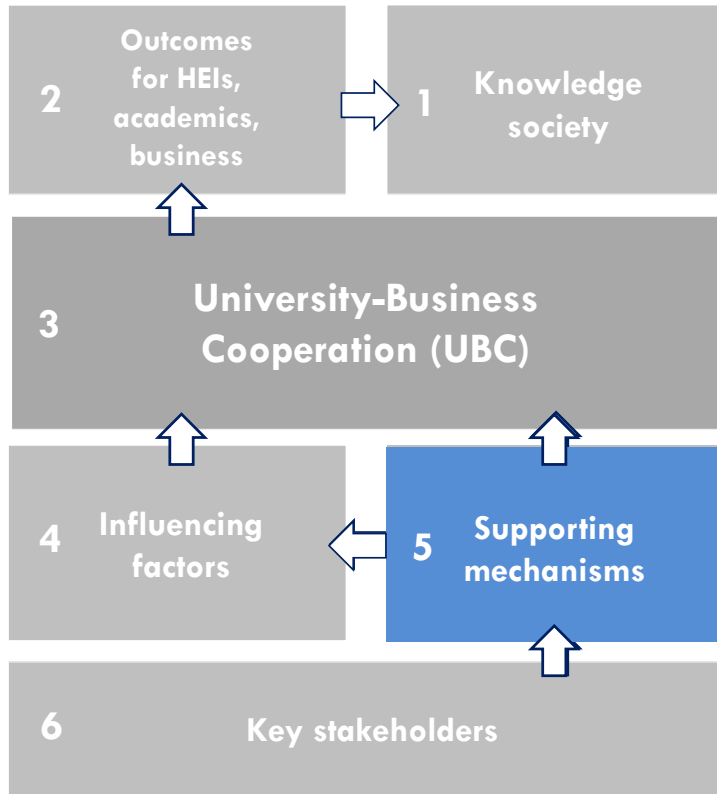 2
Outcomes
for HEIs,
academics,
business
1
Knowledge
society
3
University-Business
Cooperation (UBC)
4
Influencing
factors
5
Supporting
mechanisms
6
Key stakeholders